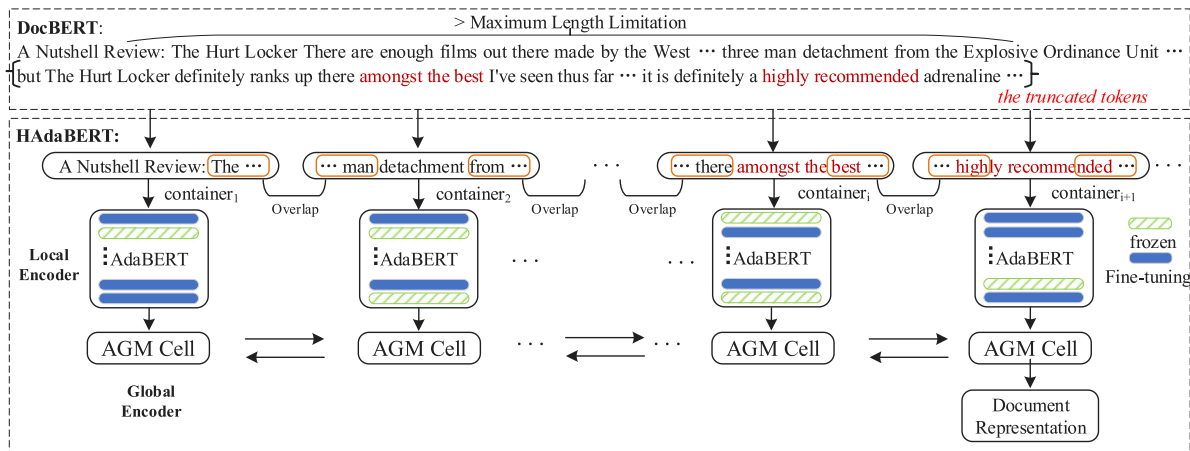 DocBERT:
> Maximum Length Limitation
A Nutshell Review: The Hurt Locker There are enough films out there made by the West ··· three man detachment from the Explosive Ordinance Unit ···
but The Hurt Locker definitely ranks up there amongst the best I've seen thus far ··· it is definitely a highly recommended adrenaline ···
the truncated tokens
HAdaBERT:
A Nutshell Review: The ···
··· man detachment from ···
· · ·
··· there amongst the best ···
··· highly recommended ···
· · ·
container1
Overlap
container2
Overlap
Overlap
containeri
Overlap
containeri+1
Local
Encoder
AdaBERT
AdaBERT
· · ·
· · ·
AdaBERT
AdaBERT
frozen
Fine-tuning
AGM Cell
AGM Cell
· · ·
· · ·
AGM Cell
AGM Cell
Global
Encoder
Document
Representation